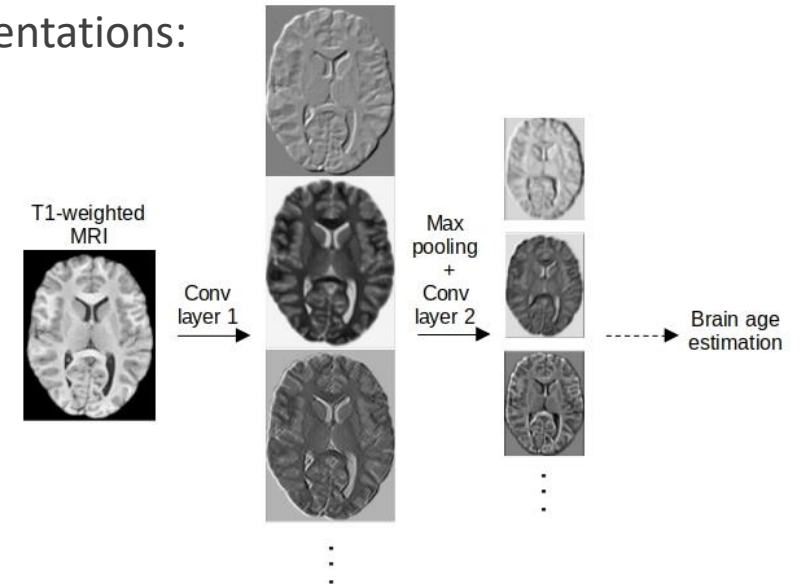 entations:
T1-weighted
MRI
Conv
layer 1
Max
pooling
+
Conv
layer 2
Brain age
estimation